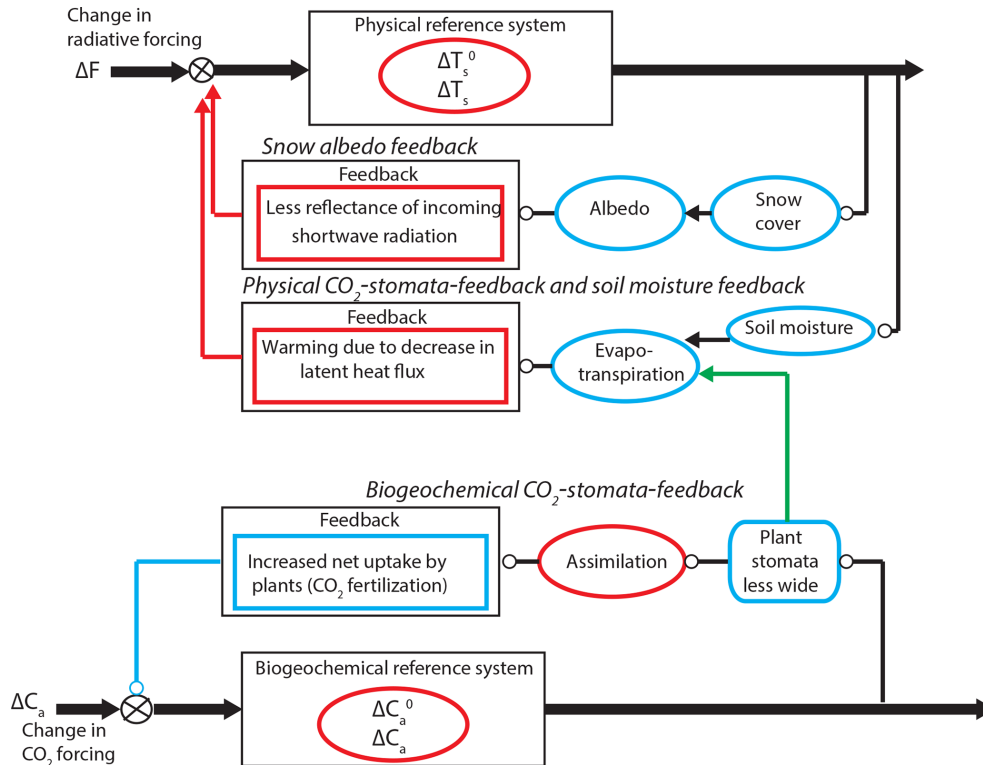 Change in
radiative forcing
ΔF
Physical reference system
ΔTₛ⁰
ΔTₛ
Snow albedo feedback
Feedback
Less reflectance of incoming
shortwave radiation
Albedo
Snow
cover
Physical CO₂-stomata-feedback and soil moisture feedback
Feedback
Warming due to decrease in
latent heat flux
Evapo-
transpiration
Soil moisture
Biogeochemical CO₂-stomata-feedback
Feedback
Increased net uptake by
plants (CO₂ fertilization)
Assimilation
Plant
stomata
less wide
Biogeochemical reference system
ΔCₐ⁰
ΔCₐ
ΔCₐ
Change in
CO₂ forcing